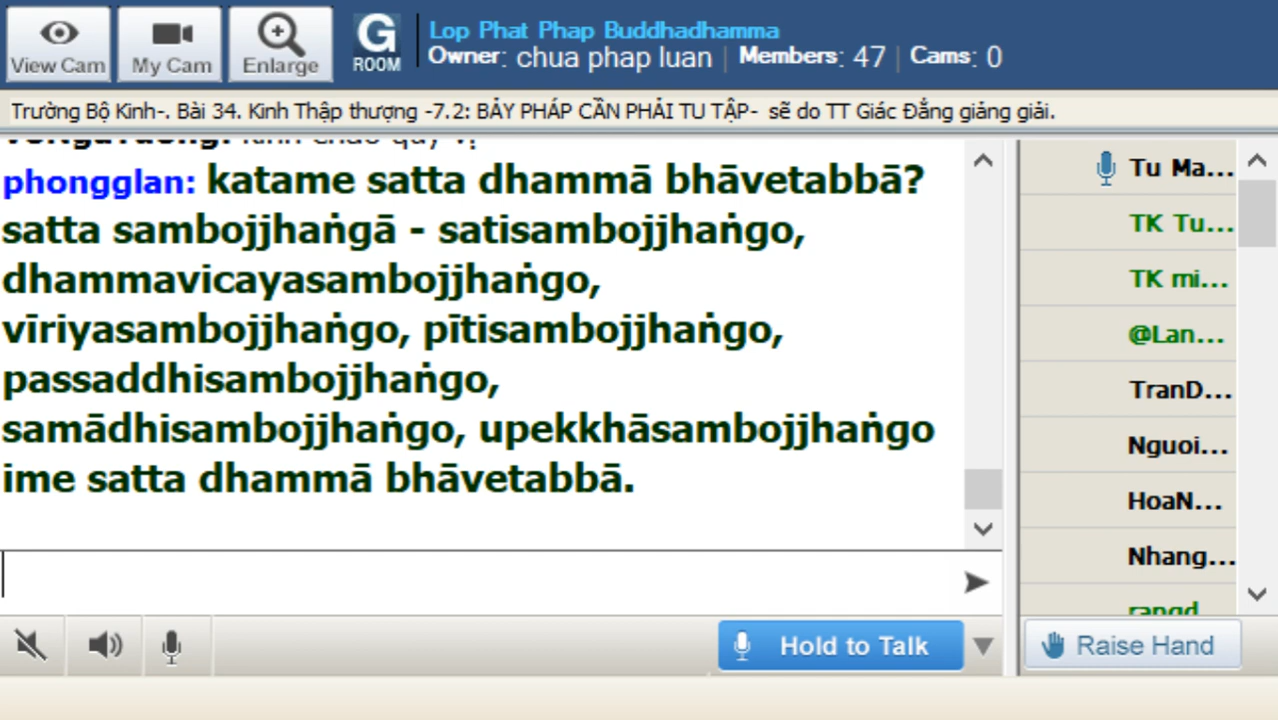 Lop Phat Phap Buddhadhamma
View Cam
My Cam
Enlarge
G ROOM
Owner: chua phap luan | Members: 47 | Cams: 0
Trường Bộ Kinh-. Bài 34. Kinh Thập thượng -7.2: BẢY PHÁP CẦN PHẢI TU TẬP- sẽ do TT Giác Đẳng giảng giải.
phongglan: katame satta dhammā bhāvetabbā?
satta sambojjhaṅgā - satisambojjhaṅgo,
dhammavicayasambojjhaṅgo,
vīriyasambojjhaṅgo, pītisambojjhaṅgo,
passaddhisambojjhaṅgo,
samādhisambojjhaṅgo, upekkhāsambojjhaṅgo
ime satta dhammā bhāvetabbā.
Tu Ma...
TK Tu...
TK mi...
@Lan...
TranD...
Nguoi...
HoaN...
Nhang...
Hold to Talk
Raise Hand